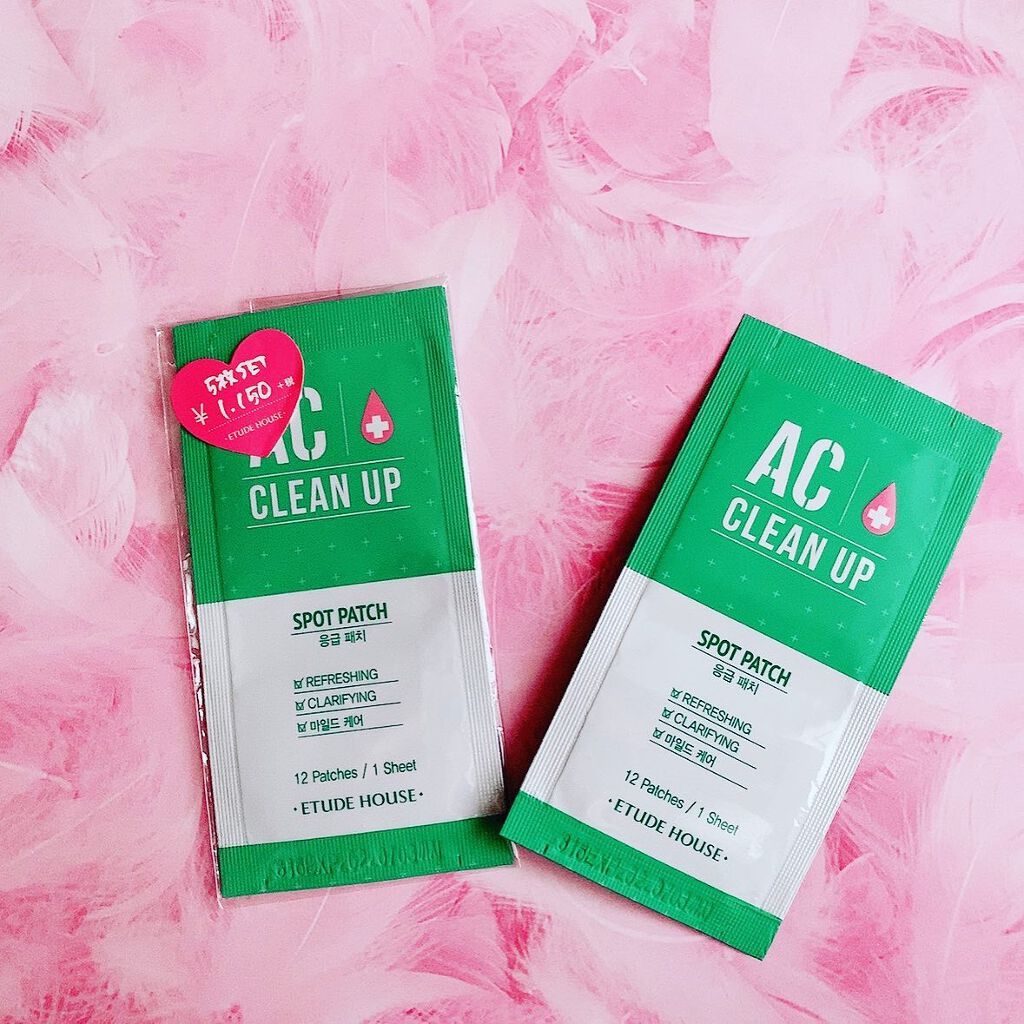 5枚SET
¥ 1.150 +税
·ETUDE HOUSE·
AC
CLEAN UP
SPOT PATCH
응급 패치
REFRESHING
CLARIFYING
마일드 케어
12 Patches / 1 Sheet
·ETUDE HOUSE·
AC
CLEAN UP
SPOT PATCH
응급 패치
REFRESHING
CLARIFYING
마일드 케어
12 Patches / 1 Sheet
·ETUDE HOUSE·